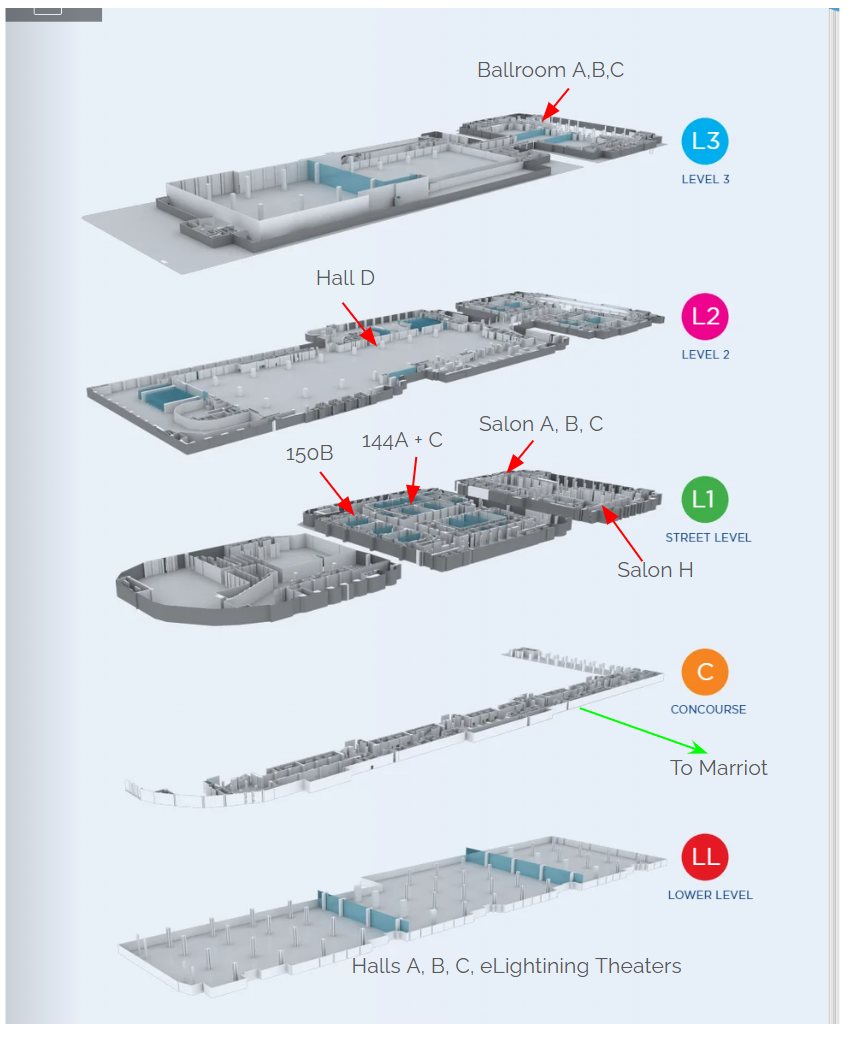 Ballroom A,B,C
L3
LEVEL 3
Hall D
L2
LEVEL 2
Salon A, B, C
144A + C
150B
L1
STREET LEVEL
Salon H
C
CONCOURSE
To Marriot
LL
LOWER LEVEL
Halls A, B, C, eLightining Theaters